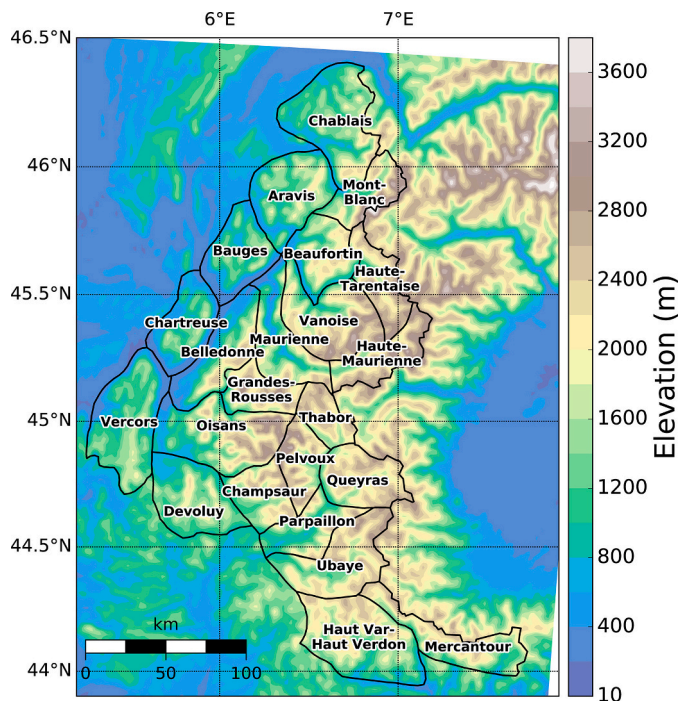 6°E 7°E
46.5°N
46°N
45.5°N
45°N
44.5°N
44°N
Chablais
Mont-
Blanc
Aravis
Bauges
Beaufortin
Haute-
Tarentaise
Chartreuse
Vanoise
Maurienne
Belledonne
Haute-
Maurienne
Grandes-
Rousses
Vercors
Oisans
Thabor
Pelvoux
Queyras
Champsaur
Devoluy
Parpaillon
Ubaye
Haut Var-
Haut Verdon
Mercantour
km
0 50 100
3600
3200
2800
2400
2000
1600
1200
800
400
10
Elevation (m)